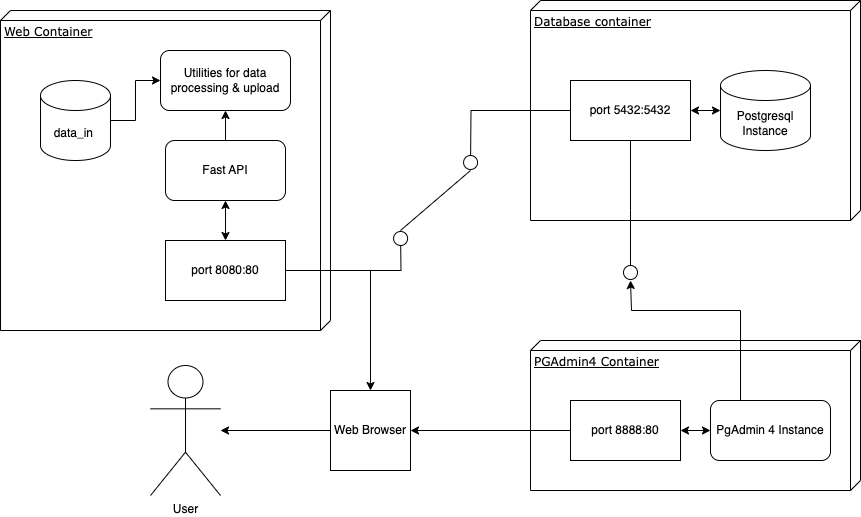 Web Container
Utilities for data
processing & upload
data_in
Fast API
port 8080:80
Database container
port 5432:5432
Postgresql
Instance
PGAdmin4 Container
port 8888:80
PgAdmin 4 Instance
Web Browser
User